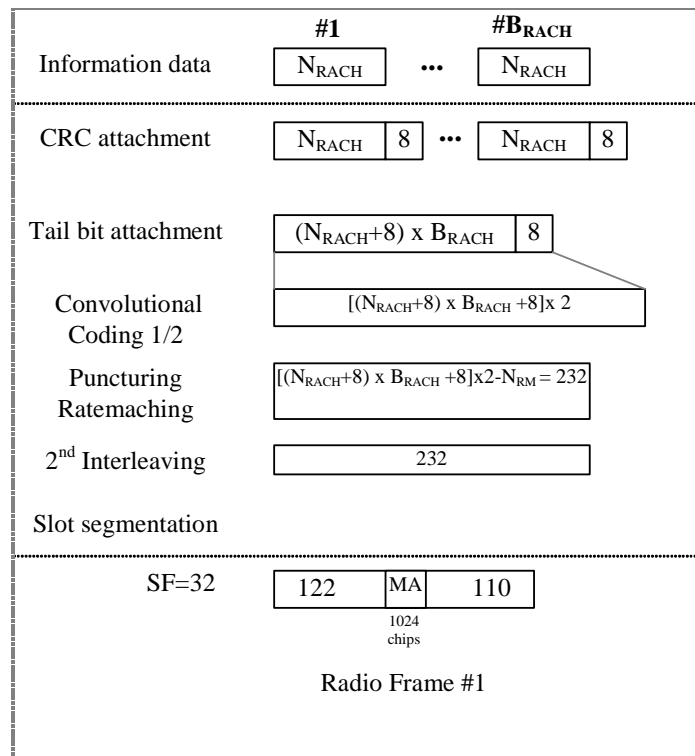 #1 #B_RACH
Information data N_RACH ... N_RACH
CRC attachment N_RACH 8 ... N_RACH 8
Tail bit attachment (N_RACH+8) x B_RACH 8
Convolutional
Coding 1/2
[(N_RACH+8) x B_RACH +8]x 2
Puncturing
Ratemaching
[(N_RACH+8) x B_RACH +8]x2-N_RM = 232
2nd Interleaving 232
Slot segmentation
SF=32 122 MA 110
1024
chips
Radio Frame #1